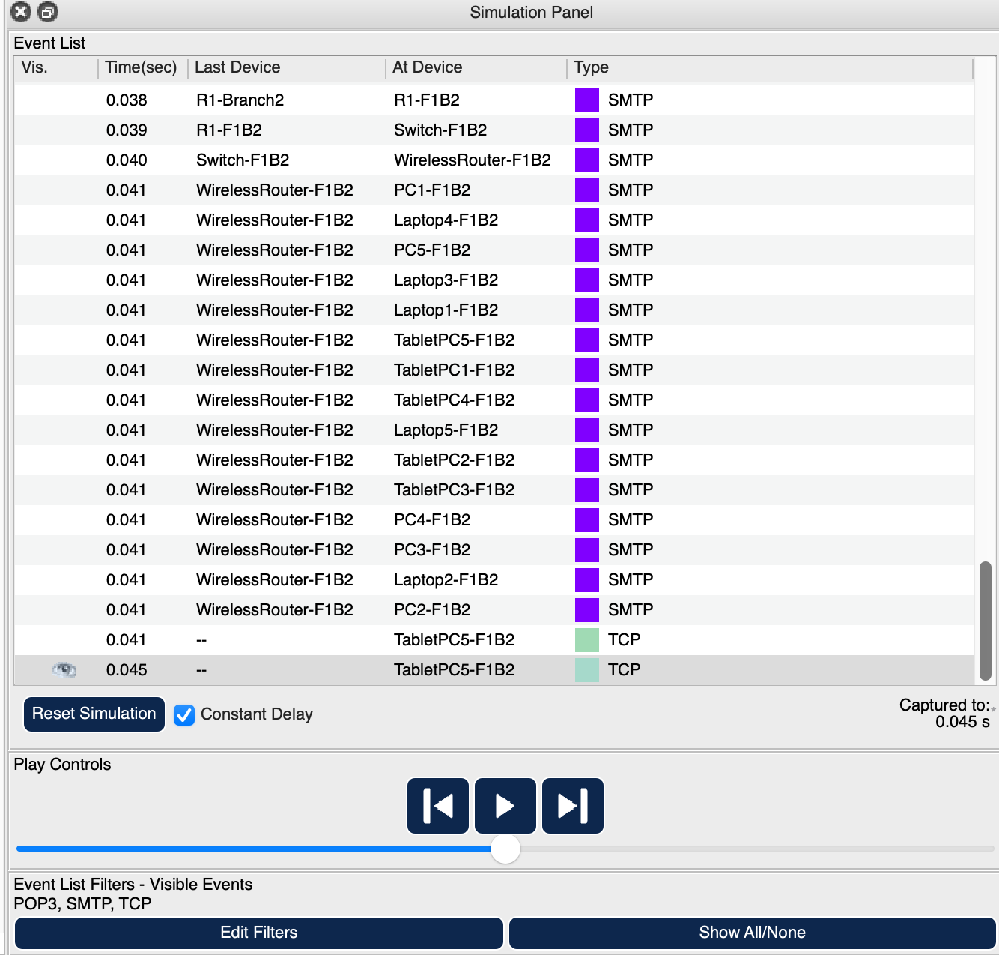 Simulation Panel
Event List
Vis. Time(sec) Last Device At Device Type
0.038 R1-Branch2 R1-F1B2 SMTP
0.039 R1-F1B2 Switch-F1B2 SMTP
0.040 Switch-F1B2 WirelessRouter-F1B2 SMTP
0.041 WirelessRouter-F1B2 PC1-F1B2 SMTP
0.041 WirelessRouter-F1B2 Laptop4-F1B2 SMTP
0.041 WirelessRouter-F1B2 PC5-F1B2 SMTP
0.041 WirelessRouter-F1B2 Laptop3-F1B2 SMTP
0.041 WirelessRouter-F1B2 Laptop1-F1B2 SMTP
0.041 WirelessRouter-F1B2 TabletPC5-F1B2 SMTP
0.041 WirelessRouter-F1B2 TabletPC1-F1B2 SMTP
0.041 WirelessRouter-F1B2 TabletPC4-F1B2 SMTP
0.041 WirelessRouter-F1B2 Laptop5-F1B2 SMTP
0.041 WirelessRouter-F1B2 TabletPC2-F1B2 SMTP
0.041 WirelessRouter-F1B2 TabletPC3-F1B2 SMTP
0.041 WirelessRouter-F1B2 PC4-F1B2 SMTP
0.041 WirelessRouter-F1B2 PC3-F1B2 SMTP
0.041 WirelessRouter-F1B2 Laptop2-F1B2 SMTP
0.041 WirelessRouter-F1B2 PC2-F1B2 SMTP
0.041 -- TabletPC5-F1B2 TCP
0.045 -- TabletPC5-F1B2 TCP
Reset Simulation Constant Delay Captured to:*
0.045 s
Play Controls
Event List Filters - Visible Events
POP3, SMTP, TCP
Edit Filters Show All/None